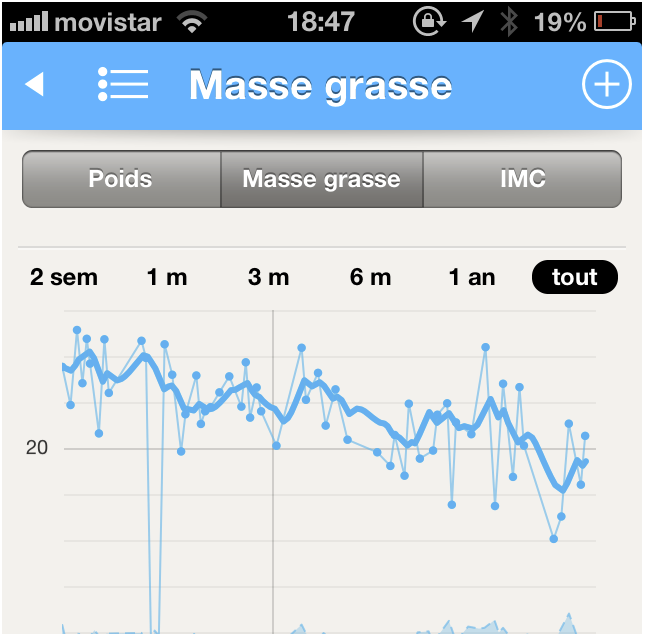 movistar 18:47 19%
Masse grasse
Poids Masse grasse IMC
2 sem 1 m 3 m 6 m 1 an tout
20